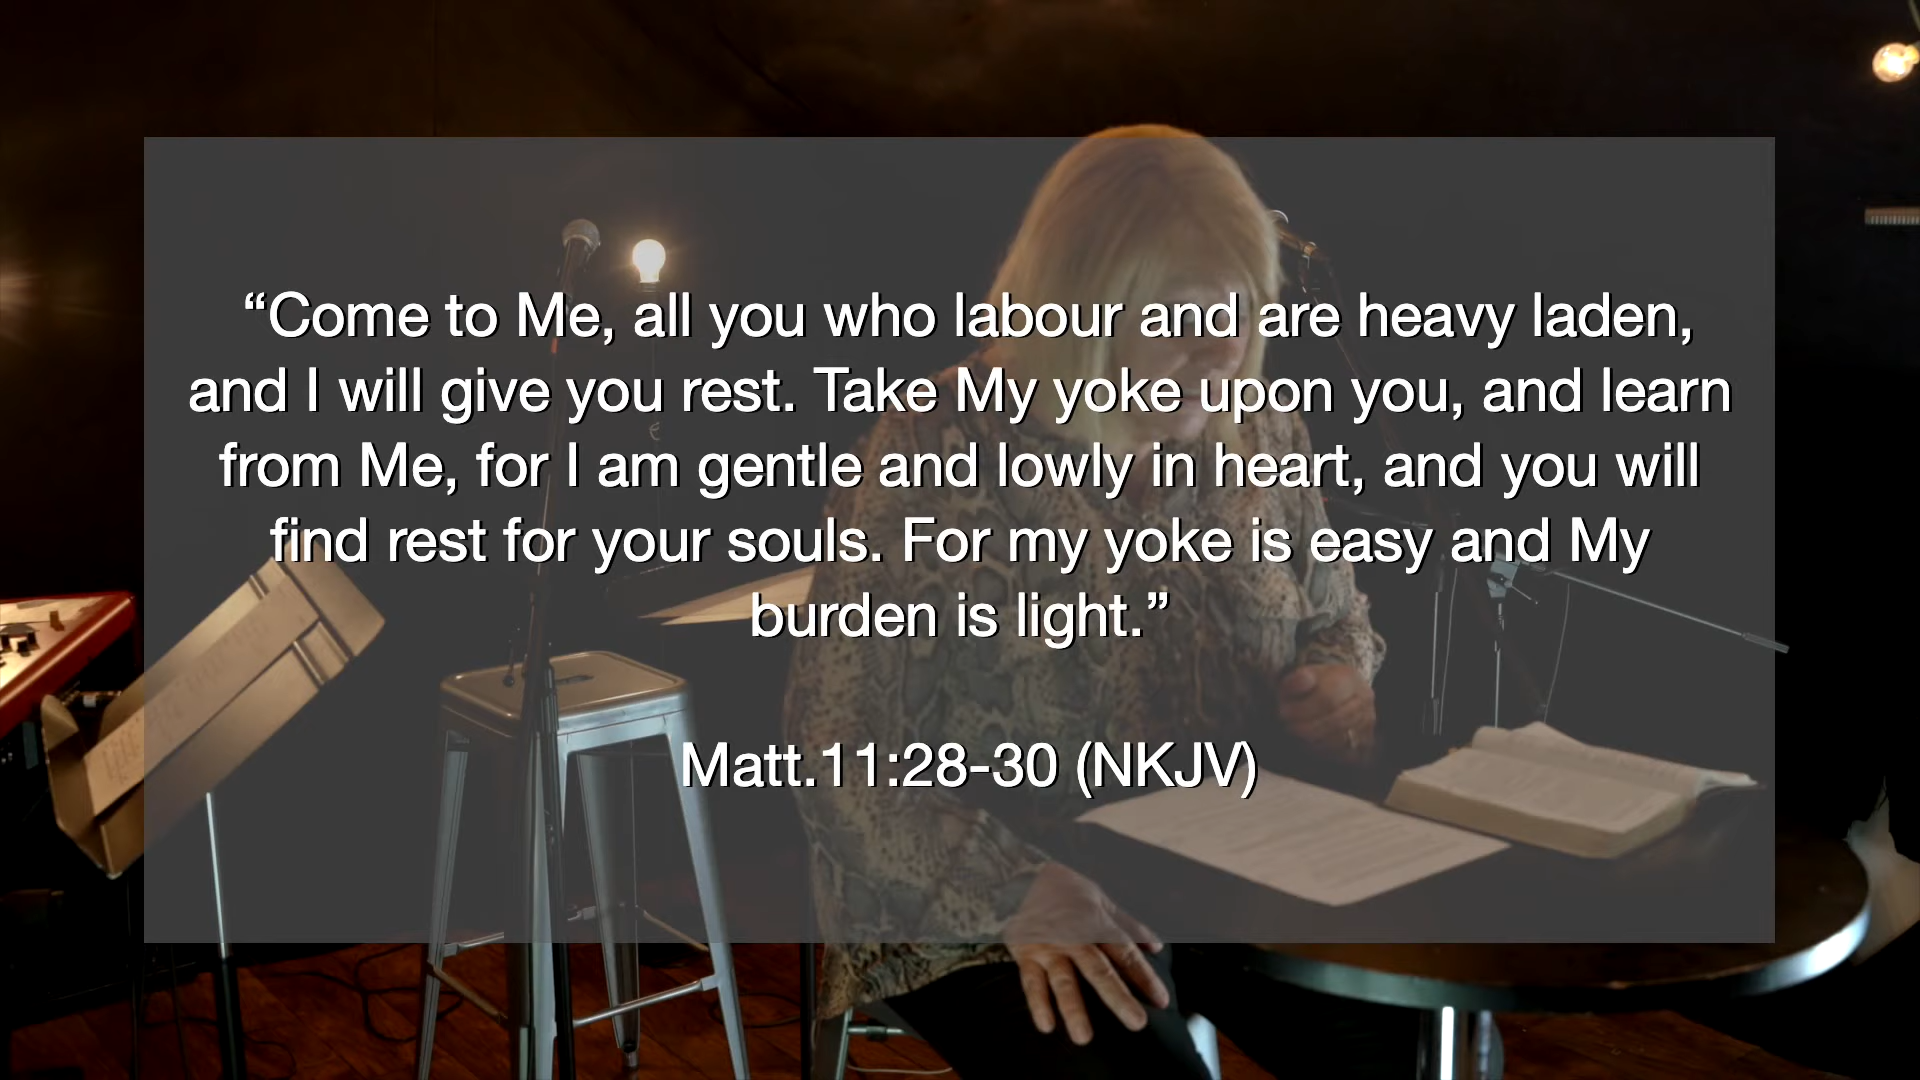 “Come to Me, all you who labour and are heavy laden,
and I will give you rest. Take My yoke upon you, and learn
from Me, for I am gentle and lowly in heart, and you will
find rest for your souls. For my yoke is easy and My
burden is light.”
Matt.11:28-30 (NKJV)